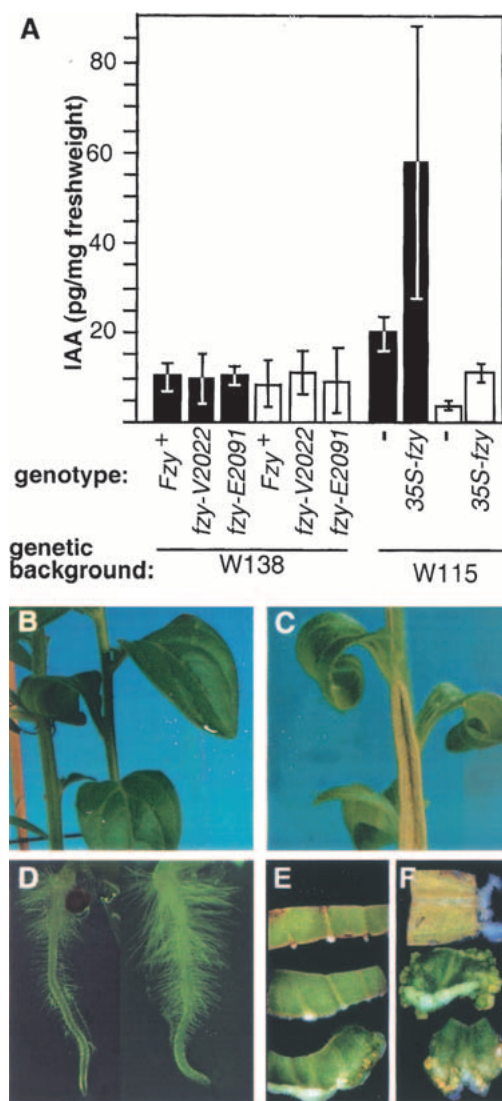 A
IAA (pg/mg freshweight)
80
60
40
20
genotype:
Fzy+
fzy-V2022
fzy-E2091
Fzy+
fzy-V2022
fzy-E2091
-
35S-fzy
-
35S-fzy
genetic
background:
W138
W115
B
C
D
E
F